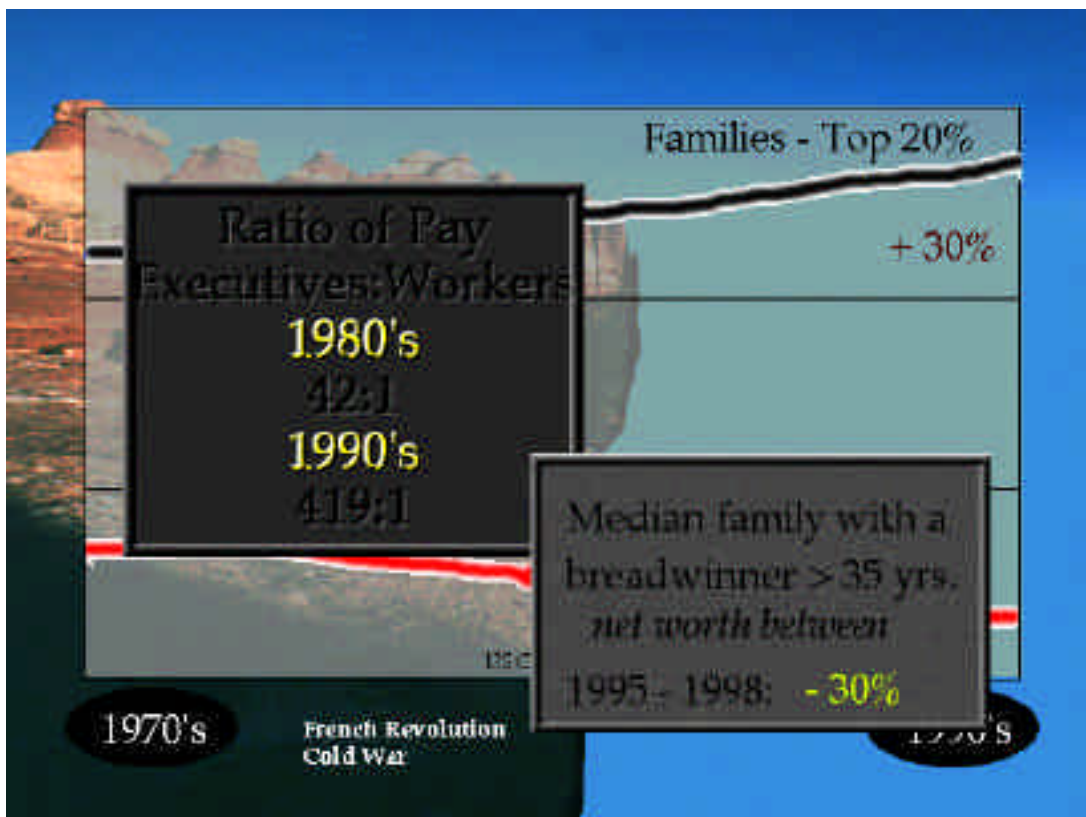 Families - Top 20%
+ 30%
Ratio of Pay
Executives:Workers
1980's
42:1
1990's
419:1
Median family with a
breadwinner > 35 yrs.
net worth between
1995 - 1998: - 30%
1970's
French Revolution
Cold War
1990's